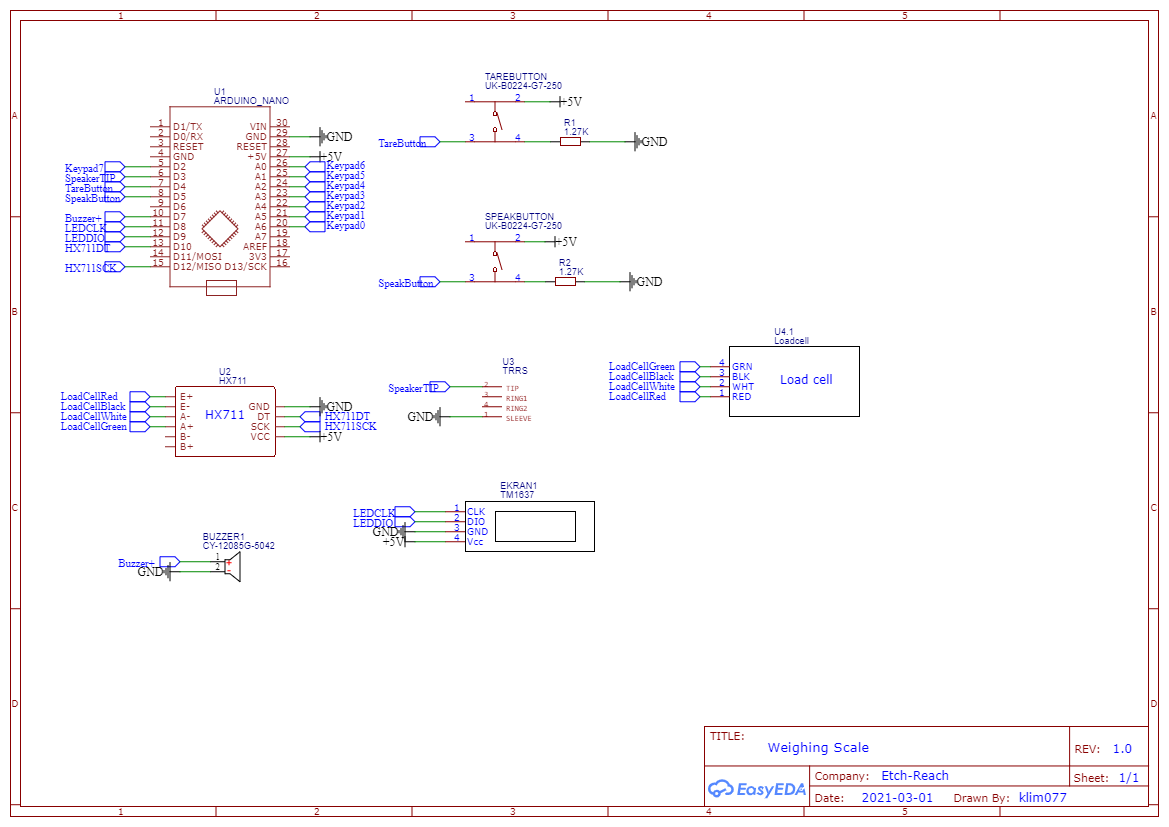 1 2 3 4 5
A A
B B
C C
D D
1 2 3 4 5
U1
ARDUINO_NANO
1 D1/TX VIN 30
2 D0/RX GND 29 GND
3 RESET RESET 28
4 GND +5V 27 +5V
Keypad7 5 D2 A0 26 Keypad6
SpeakerTIP 6 D3 A1 25 Keypad5
TareButton 7 D4 A2 24 Keypad4
SpeakButton 8 D5 A3 23 Keypad3
9 D6 A4 22 Keypad2
Buzzer+ 10 D7 A5 21 Keypad1
LEDCLK 11 D8 A6 20 Keypad0
LEDDIO 12 D9 A7 19
HX711DT 13 D10 AREF 18
14 D11/MOSI 3V3 17
HX711SCK 15 D12/MISO D13/SCK 16
TAREBUTTON
UK-B0224-G7-250
1 2 +5V
R1
1.27K
TareButton 3 4 GND
SPEAKBUTTON
UK-B0224-G7-250
1 2 +5V
R2
1.27K
SpeakButton 3 4 GND
U2
HX711
HX711
LoadCellRed E+
LoadCellBlack E- GND GND
LoadCellWhite A- DT HX711DT
LoadCellGreen A+ SCK HX711SCK
B- VCC +5V
B+
U3
TRRS
SpeakerTIP 2 TIP
3 RING1
4 RING2
GND 1 SLEEVE
U4.1
Loadcell
Load cell
LoadCellGreen 4 GRN
LoadCellBlack 3 BLK
LoadCellWhite 2 WHT
LoadCellRed 1 RED
EKRAN1
TM1637
LEDCLK 1 CLK
LEDDIO 2 DIO
GND 3 GND
+5V 4 Vcc
BUZZER1
CY-12085G-5042
Buzzer+ 1 +
GND 2 -
TITLE:
Weighing Scale
REV: 1.0
EasyEDA
Company: Etch-Reach
Sheet: 1/1
Date: 2021-03-01 Drawn By: klim077